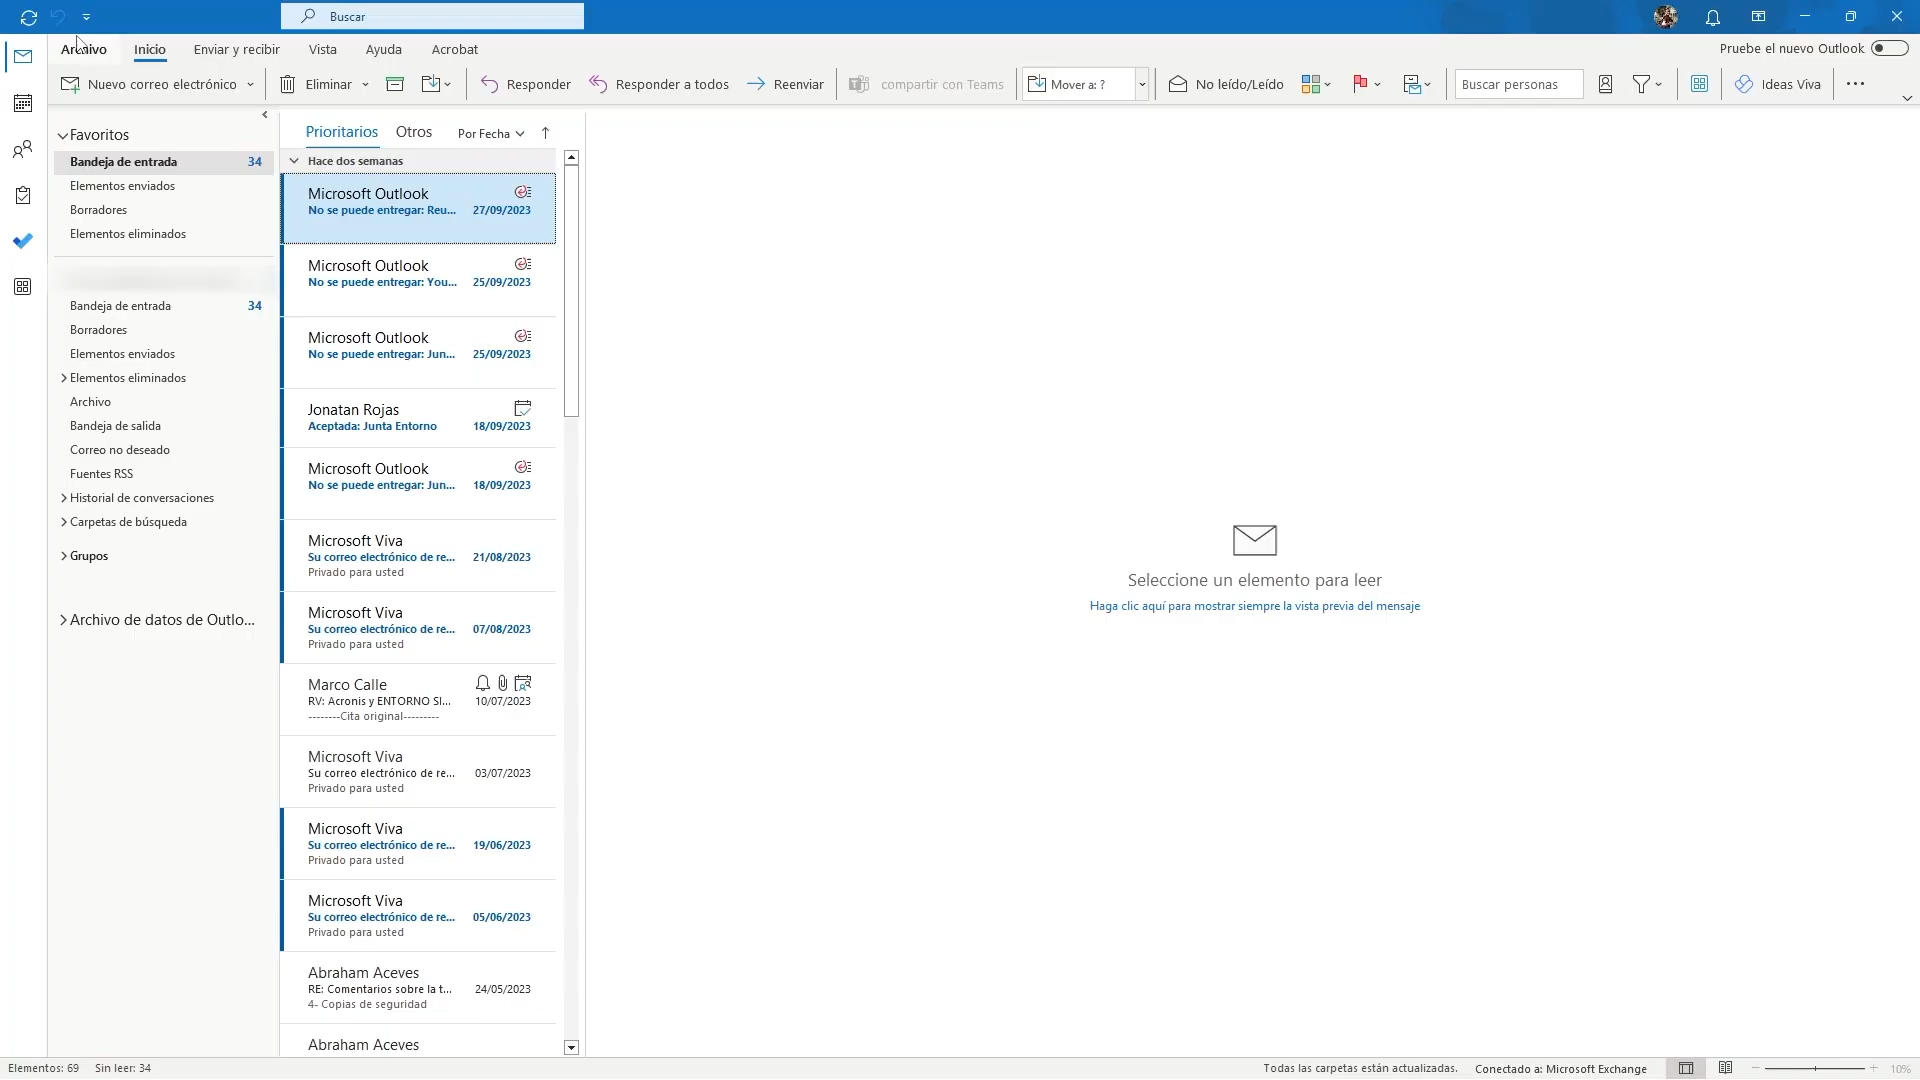 Buscar
Archivo
Inicio
Enviar y recibir
Vista
Ayuda
Acrobat
Pruebe el nuevo Outlook
Nuevo correo electrónico
Eliminar
Responder
Responder a todos
Reenviar
compartir con Teams
Mover a: ?
No leído/Leído
Buscar personas
Ideas Viva
Favoritos
Bandeja de entrada 34
Elementos enviados
Borradores
Elementos eliminados
Bandeja de entrada 34
Borradores
Elementos enviados
Elementos eliminados
Archivo
Bandeja de salida
Correo no deseado
Fuentes RSS
Historial de conversaciones
Carpetas de búsqueda
Grupos
Archivo de datos de Outlo...
Prioritarios
Otros
Por Fecha
Hace dos semanas
Microsoft Outlook
No se puede entregar: Reu... 27/09/2023
Microsoft Outlook
No se puede entregar: You... 25/09/2023
Microsoft Outlook
No se puede entregar: Jun... 25/09/2023
Jonatan Rojas
Aceptada: Junta Entorno 18/09/2023
Microsoft Outlook
No se puede entregar: Jun... 18/09/2023
Microsoft Viva
Su correo electrónico de re... 21/08/2023
Privado para usted
Microsoft Viva
Su correo electrónico de re... 07/08/2023
Privado para usted
Marco Calle
RV: Acronis y ENTORNO SI... 10/07/2023
--------Cita original---------
Microsoft Viva
Su correo electrónico de re... 03/07/2023
Privado para usted
Microsoft Viva
Su correo electrónico de re... 19/06/2023
Privado para usted
Microsoft Viva
Su correo electrónico de re... 05/06/2023
Privado para usted
Abraham Aceves
RE: Comentarios sobre la t... 24/05/2023
4- Copias de seguridad
Abraham Aceves
Seleccione un elemento para leer
Haga clic aquí para mostrar siempre la vista previa del mensaje
Elementos: 69 Sin leer: 34
Todas las carpetas están actualizadas.
Conectado a: Microsoft Exchange
10%